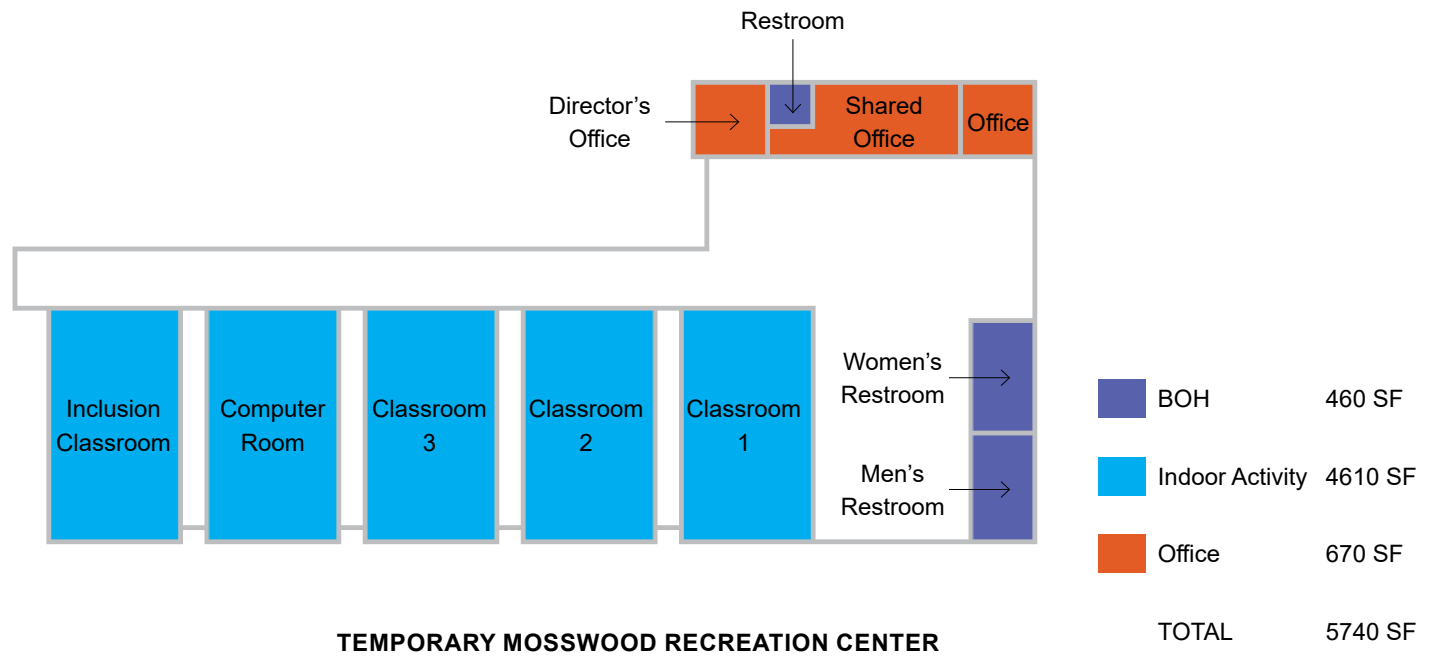 Restroom
Director’s
Office
Shared
Office
Office
Inclusion
Classroom
Computer
Room
Classroom
3
Classroom
2
Classroom
1
Women’s
Restroom
Men’s
Restroom
BOH 460 SF
Indoor Activity 4610 SF
Office 670 SF
TOTAL 5740 SF
TEMPORARY MOSSWOOD RECREATION CENTER